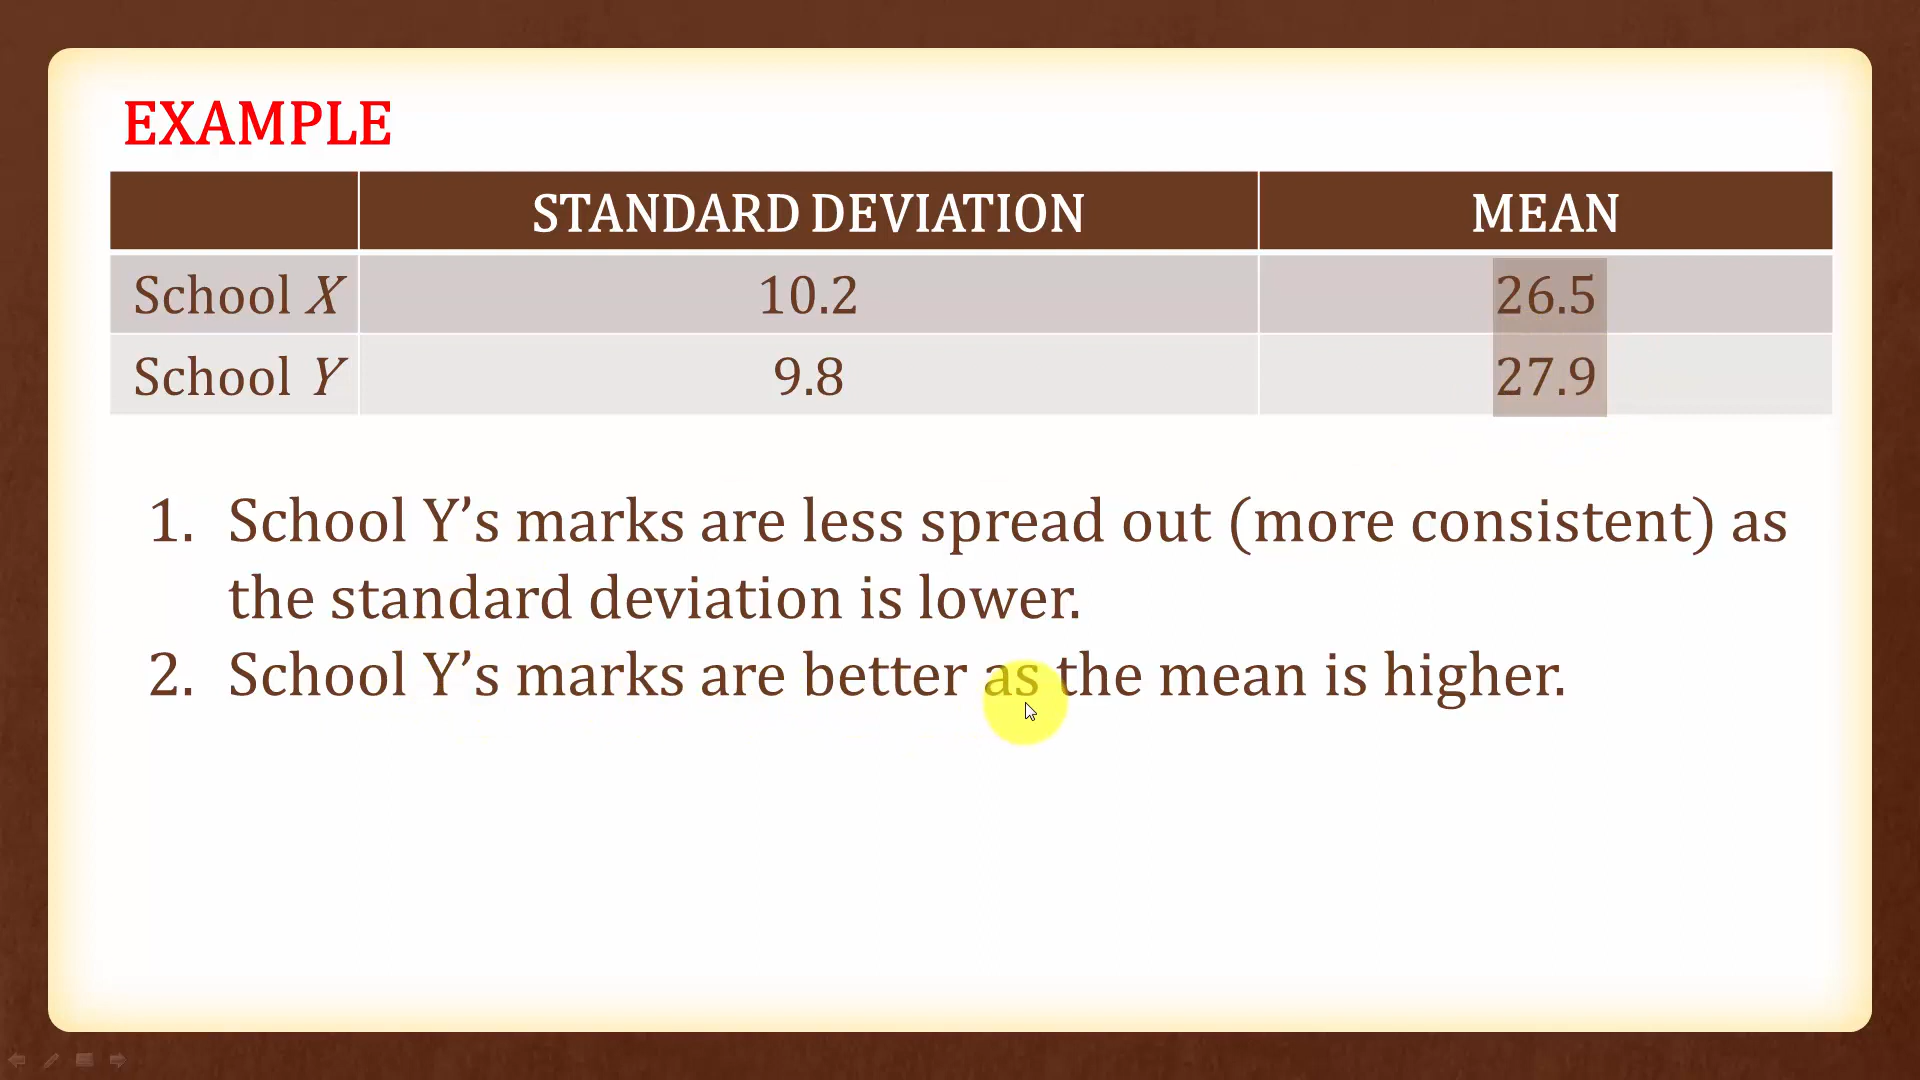 EXAMPLE
STANDARD DEVIATION MEAN
School X 10.2 26.5
School Y 9.8 27.9
1. School Y’s marks are less spread out (more consistent) as
the standard deviation is lower.
2. School Y’s marks are better as the mean is higher.